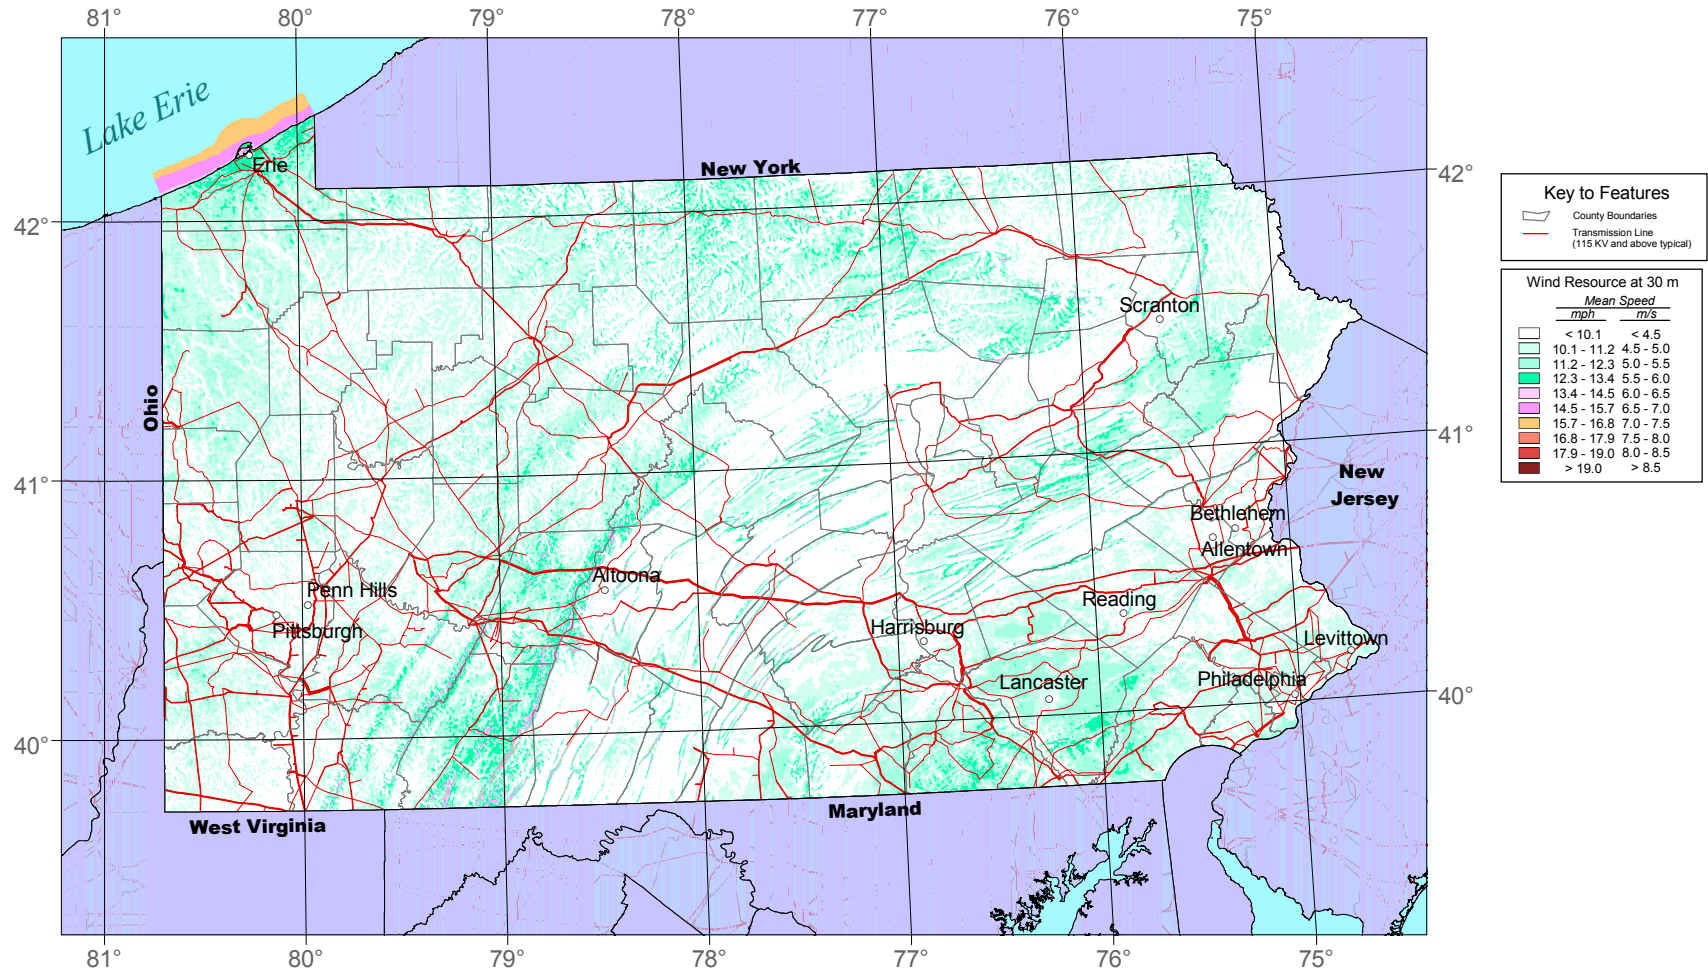 81° 80° 79° 78° 77° 76° 75°
Lake Erie
Erie
New York
42°
42°
Key to Features
County Boundaries
Transmission Line
(115 KV and above typical)
Wind Resource at 30 m
Mean Speed
mph m/s
< 10.1 < 4.5
10.1 - 11.2 4.5 - 5.0
11.2 - 12.3 5.0 - 5.5
12.3 - 13.4 5.5 - 6.0
13.4 - 14.5 6.0 - 6.5
14.5 - 15.7 6.5 - 7.0
15.7 - 16.8 7.0 - 7.5
16.8 - 17.9 7.5 - 8.0
17.9 - 19.0 8.0 - 8.5
> 19.0 > 8.5
Scranton
Ohio
41°
41°
New
Jersey
Bethlehem
Allentown
Altoona
Penn Hills
Reading
Pittsburgh
Harrisburg
Levittown
Lancaster
Philadelphia
40°
40°
West Virginia
Maryland
81° 80° 79° 78° 77° 76° 75°